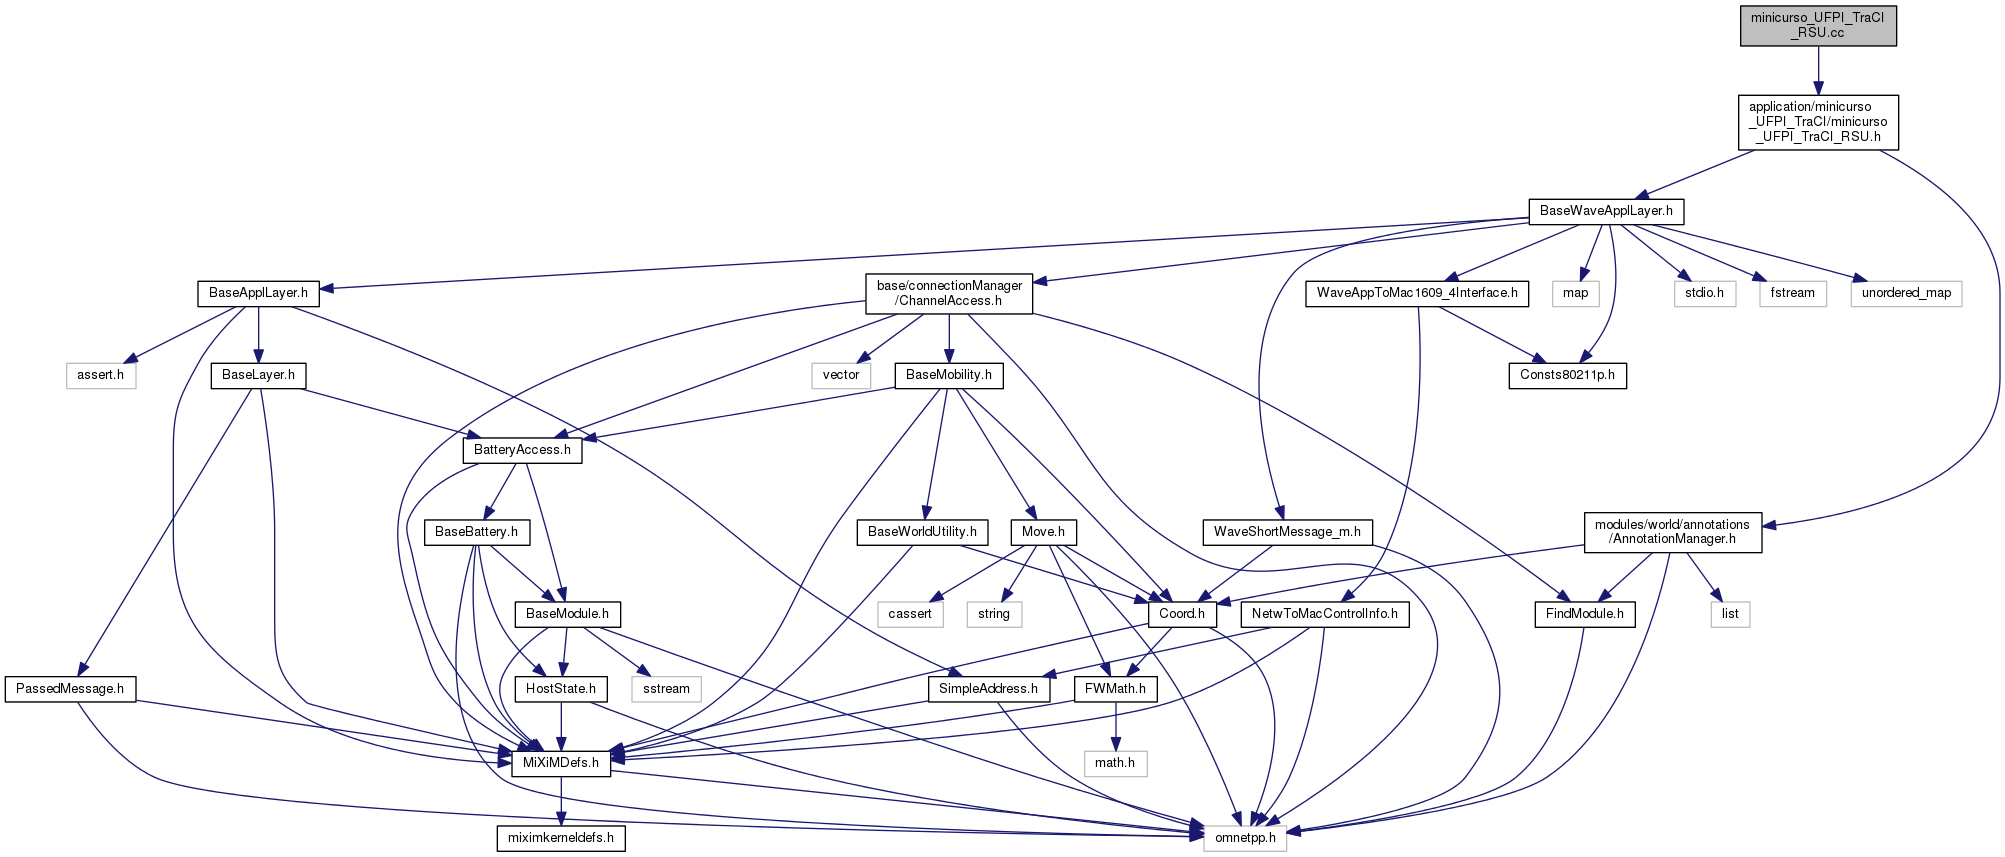 minicurso_UFPI_TraCI
_RSU.cc
application/minicurso
_UFPI_TraCI/minicurso
_UFPI_TraCI_RSU.h
BaseWaveApplLayer.h
BaseApplLayer.h
base/connectionManager
/ChannelAccess.h
WaveAppToMac1609_4Interface.h
map
stdio.h
fstream
unordered_map
assert.h
BaseLayer.h
vector
BaseMobility.h
Consts80211p.h
BatteryAccess.h
BaseBattery.h
BaseWorldUtility.h
Move.h
WaveShortMessage_m.h
modules/world/annotations
/AnnotationManager.h
BaseModule.h
cassert
string
Coord.h
NetwToMacControlInfo.h
FindModule.h
list
PassedMessage.h
HostState.h
sstream
SimpleAddress.h
FWMath.h
MiXiMDefs.h
math.h
miximkerneldefs.h
omnetpp.h